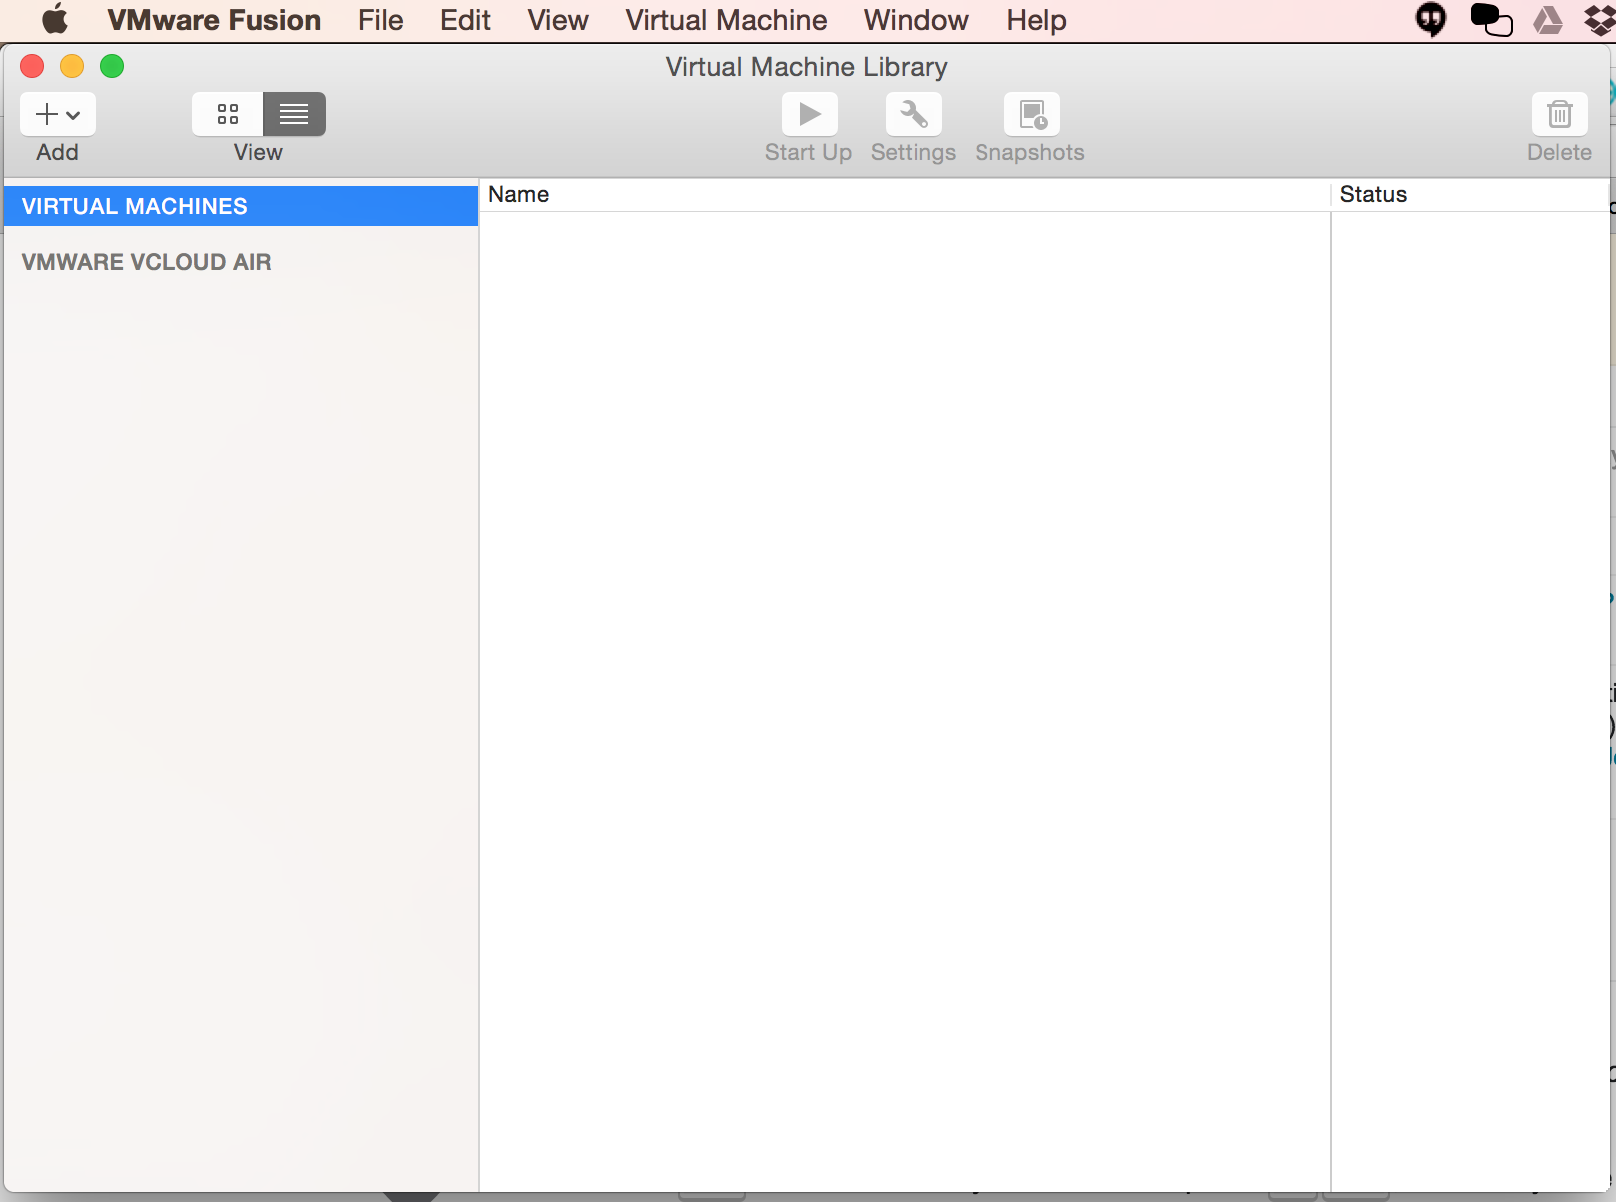 VMware Fusion File Edit View Virtual Machine Window Help
Virtual Machine Library
Add View Start Up Settings Snapshots Delete
VIRTUAL MACHINES Name Status
VMWARE VCLOUD AIR